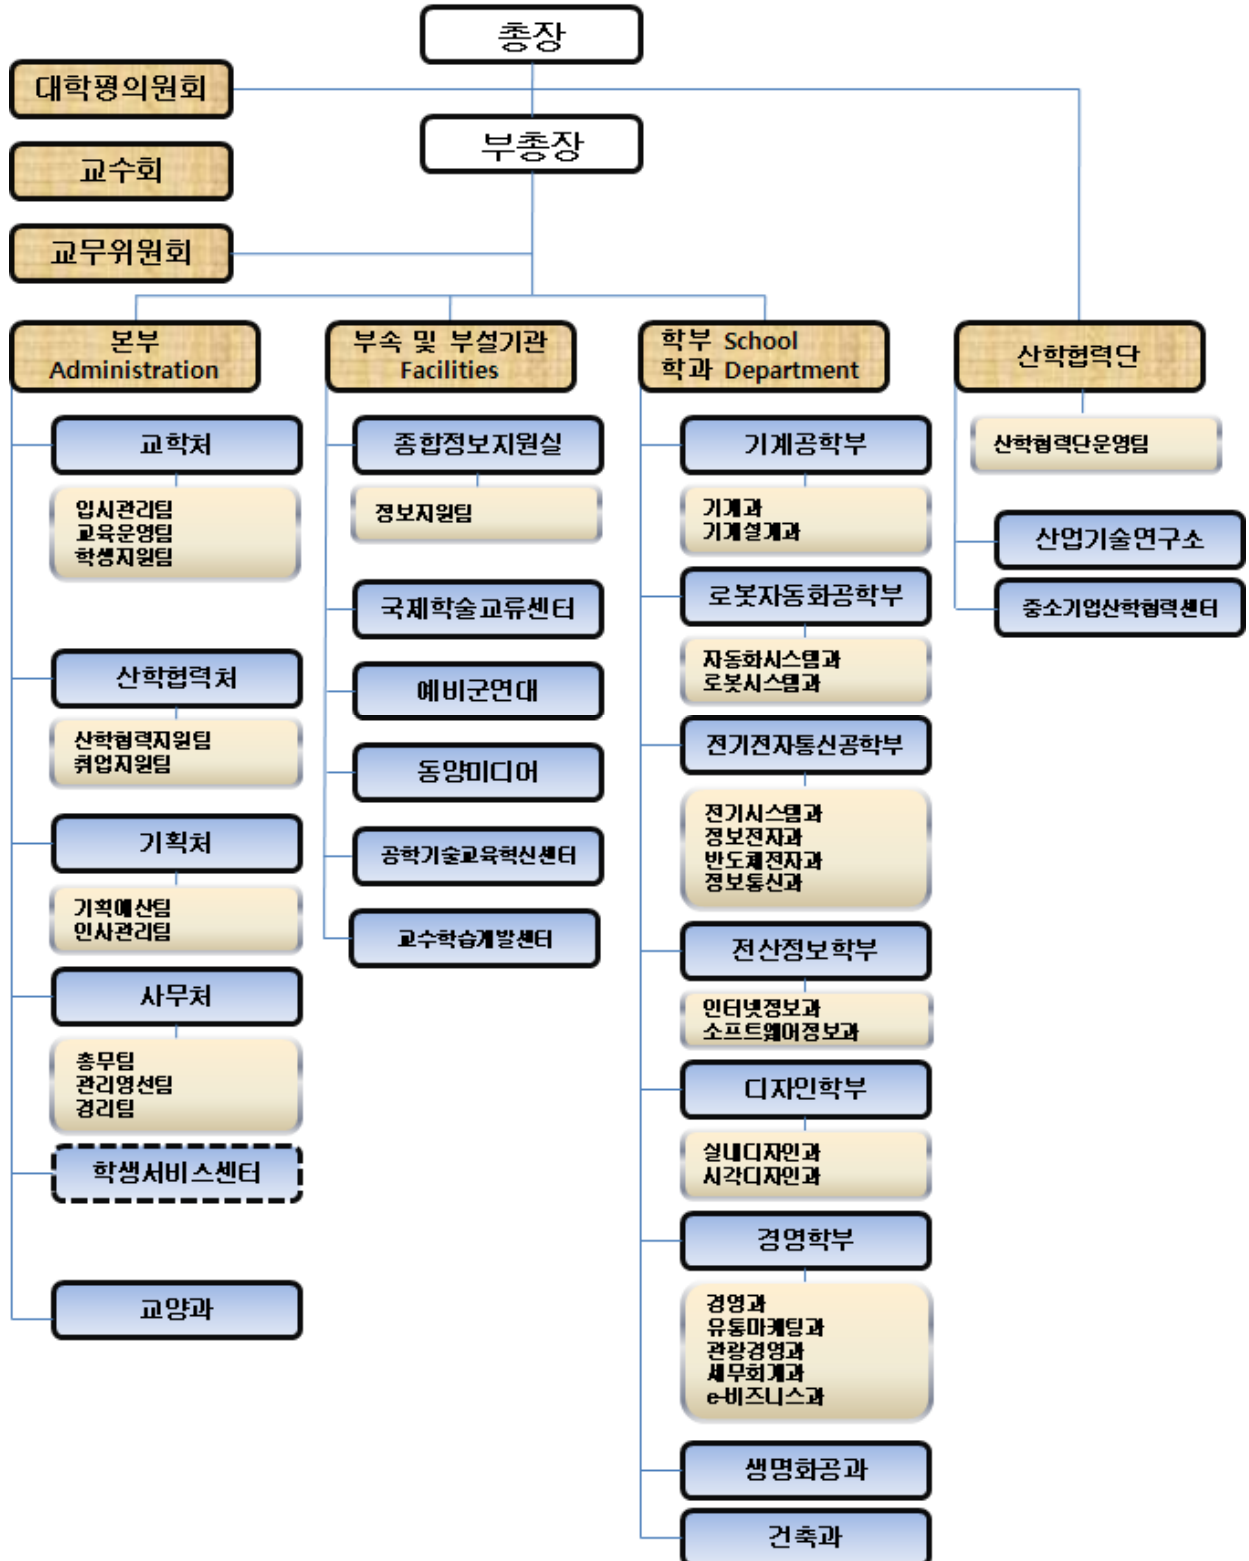 총장
대학평의원회
부총장
교수회
교무위원회
본부
Administration
교학처
입시관리팀
교육운영팀
학생지원팀
산학협력처
산학협력지원팀
취업지원팀
기획처
기획예산팀
인사관리팀
사무처
총무팀
관리영선팀
경리팀
학생서비스센터
교양과
부속 및 부설기관
Facilities
종합정보지원실
정보지원팀
국제학술교류센터
예비군연대
동양미디어
공학기술교육혁신센터
교수학습개발센터
학부 School
학과 Department
기계공학부
기계과
기계설계과
로봇자동화공학부
자동화시스템과
로봇시스템과
전기전자통신공학부
전기시스템과
정보전자과
반도체전자과
정보통신과
전산정보학부
인터넷정보과
소프트웨어정보과
디자인학부
실내디자인과
시각디자인과
경영학부
경영과
유통마케팅과
관광경영과
세무회계과
e-비즈니스과
생명화공과
건축과
산학협력단
산학협력단운영팀
산업기술연구소
중소기업산학협력센터